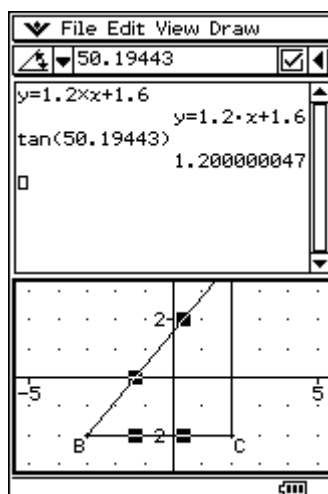 File Edit View Draw
50.19443
y=1.2×x+1.6
y=1.2·x+1.6
tan(50.19443)
1.200000047
2
-5 5
B -2 C